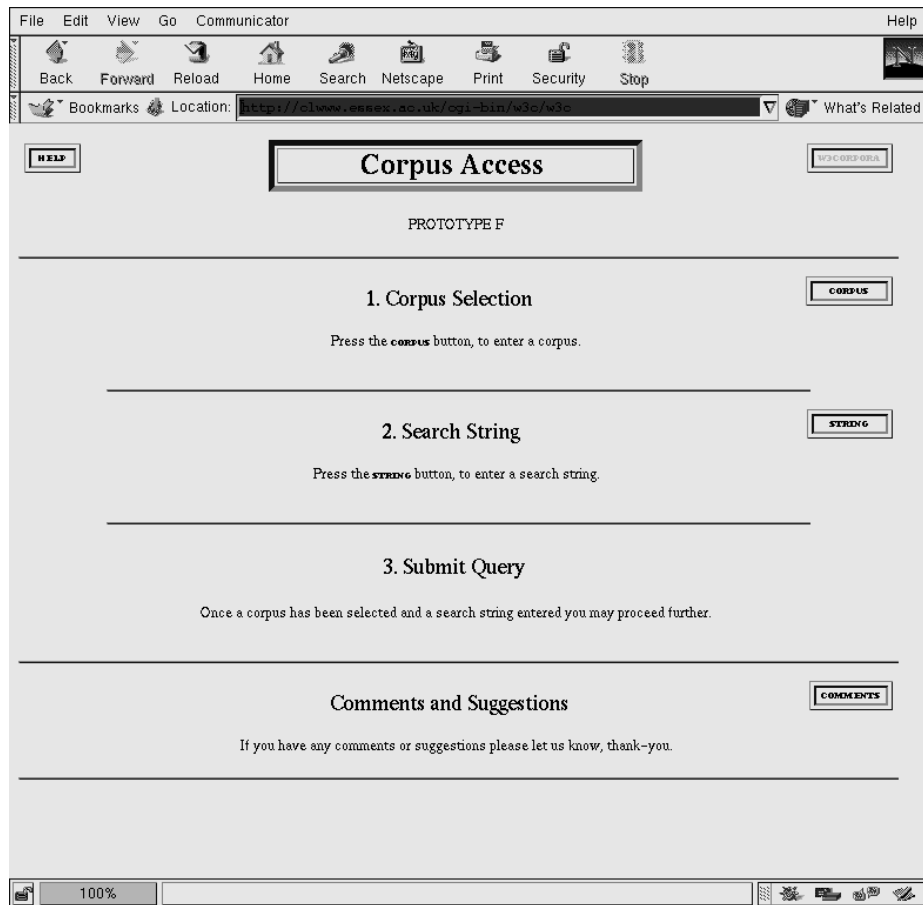 File Edit View Go Communicator Help
Back Forward Reload Home Search Netscape Print Security Stop
Bookmarks Location: http://clwww.essex.ac.uk/cgi-bin/w3c/w3c What's Related
HELP Corpus Access W3CORPORA
PROTOTYPE F
1. Corpus Selection CORPUS
Press the CORPUS button, to enter a corpus.
2. Search String STRING
Press the STRING button, to enter a search string.
3. Submit Query
Once a corpus has been selected and a search string entered you may proceed further.
Comments and Suggestions COMMENTS
If you have any comments or suggestions please let us know, thank-you.
100%